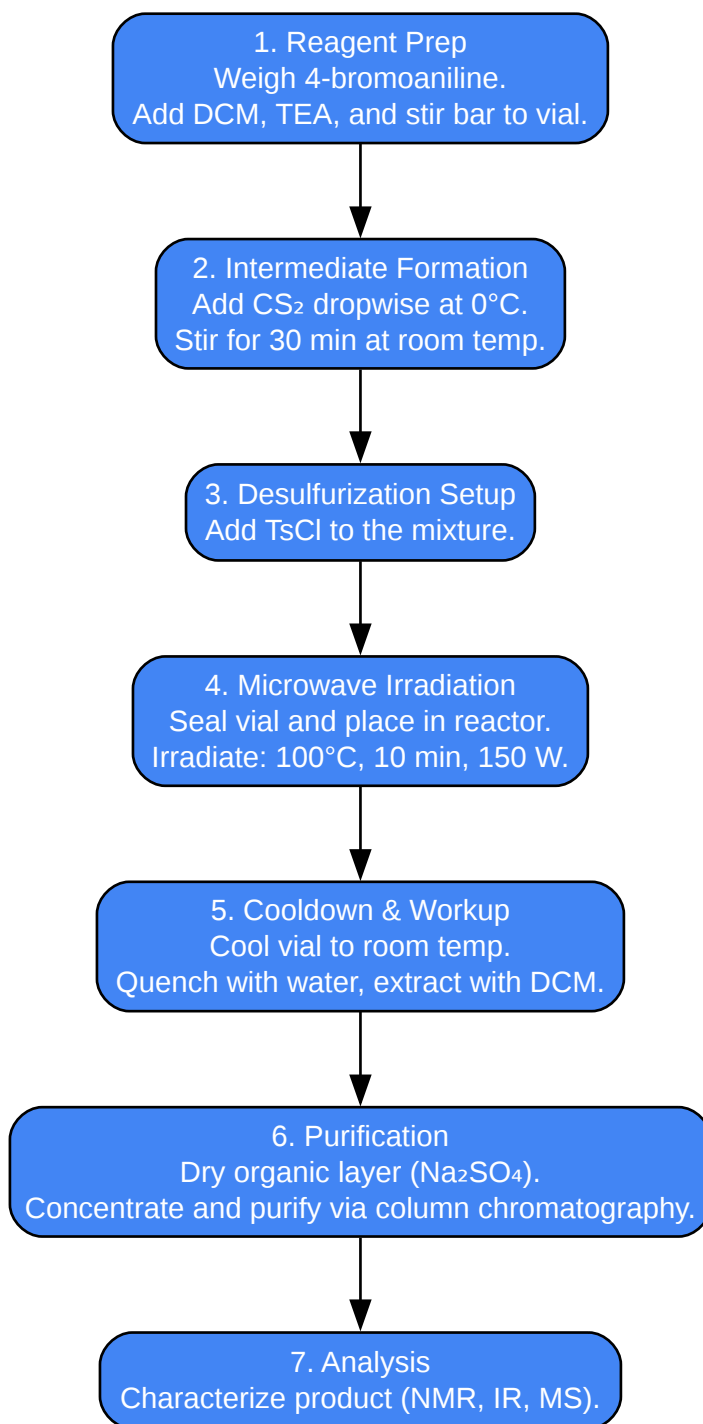 1. Reagent Prep
Weigh 4-bromoaniline.
Add DCM, TEA, and stir bar to vial.
2. Intermediate Formation
Add CS₂ dropwise at 0°C.
Stir for 30 min at room temp.
3. Desulfurization Setup
Add TsCl to the mixture.
4. Microwave Irradiation
Seal vial and place in reactor.
Irradiate: 100°C, 10 min, 150 W.
5. Cooldown & Workup
Cool vial to room temp.
Quench with water, extract with DCM.
6. Purification
Dry organic layer (Na₂SO₄).
Concentrate and purify via column chromatography.
7. Analysis
Characterize product (NMR, IR, MS).